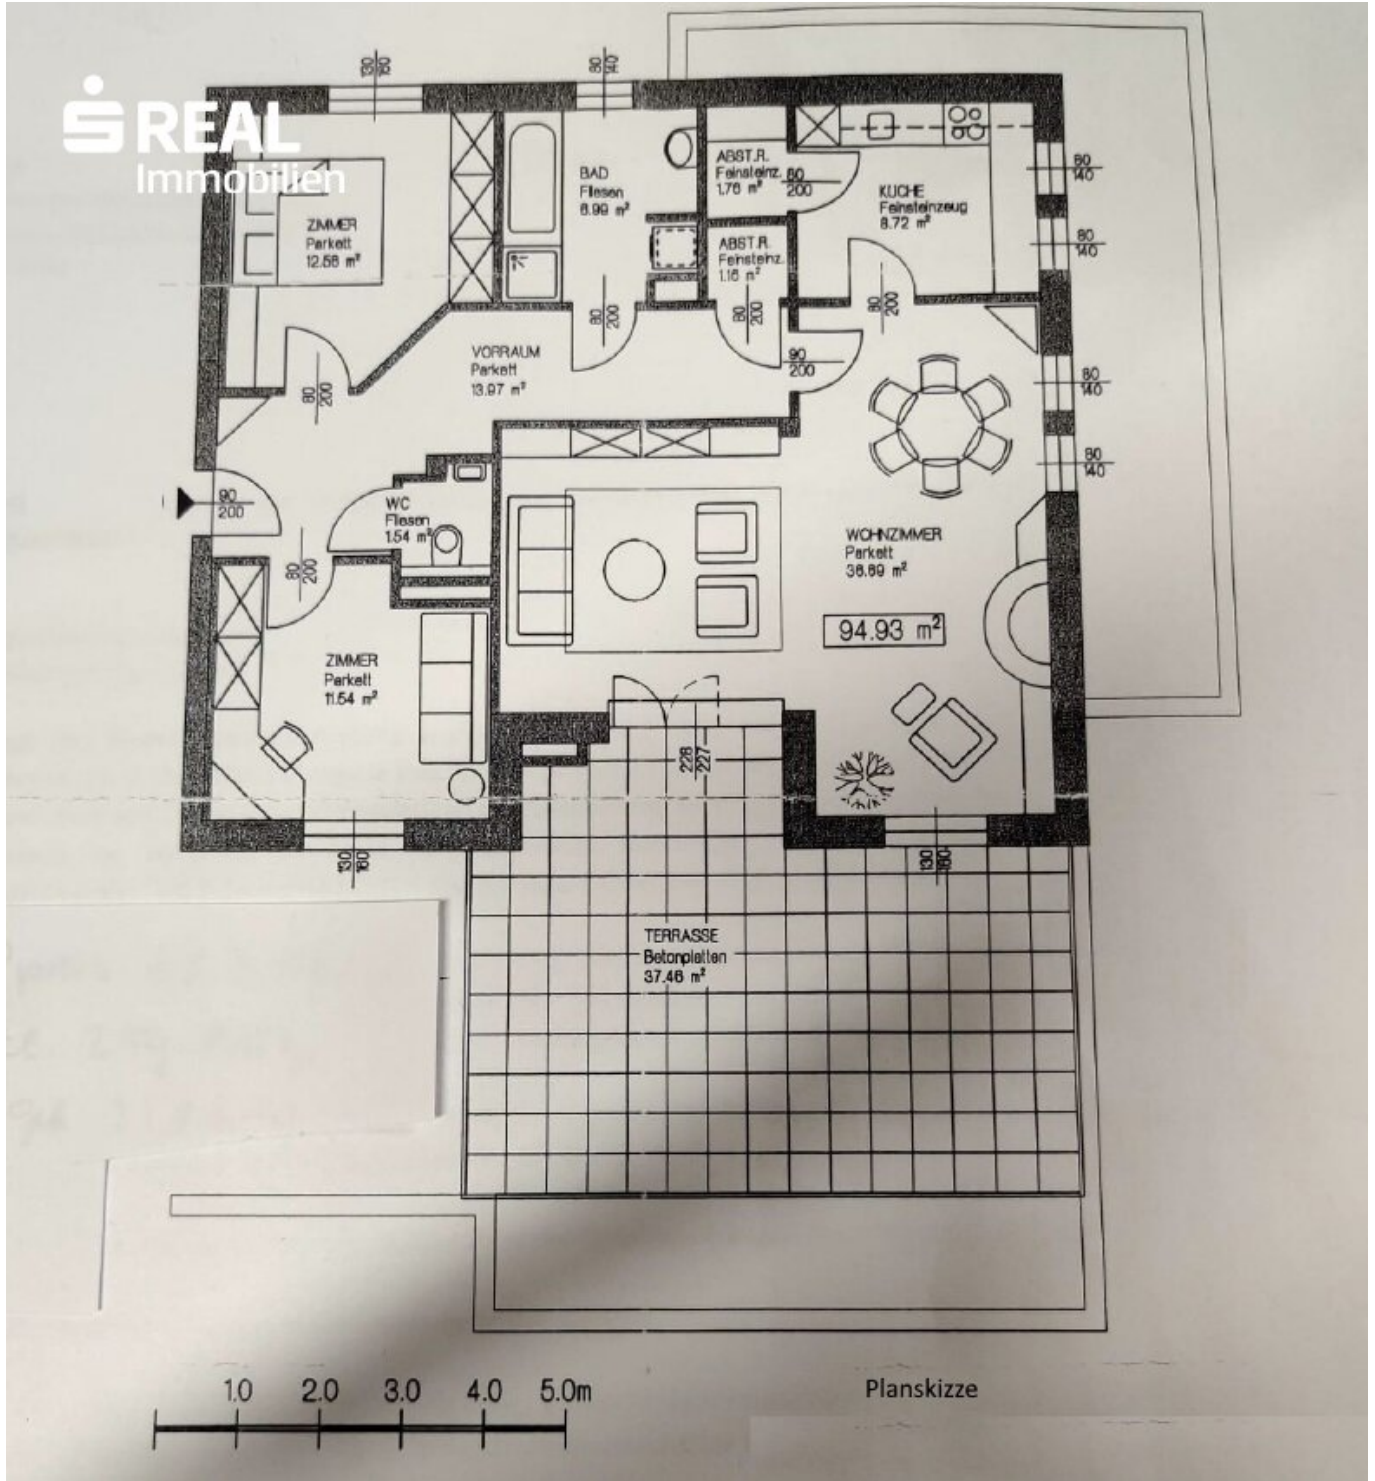 130
160
80
140
S REAL
Immobilien
ZIMMER
Parkett
12.56 m²
BAD
Fliesen
6.99 m²
ABST.R.
Feinsteinz.
1.76 m²
80
200
KÜCHE
Feinsteinzeug
8.72 m²
80
140
80
140
ABST.R.
Feinsteinz.
1.16 m²
80
200
80
200
80
200
VORRAUM
Parkett
13.97 m²
90
200
80
200
80
140
80
140
90
200
WC
Fliesen
1.54 m²
WOHNZIMMER
Parkett
36.69 m²
94.93 m²
80
200
ZIMMER
Parkett
11.54 m²
228
227
130
160
130
160
TERRASSE
Betonplatten
37.46 m²
1.0 2.0 3.0 4.0 5.0m
Planskizze